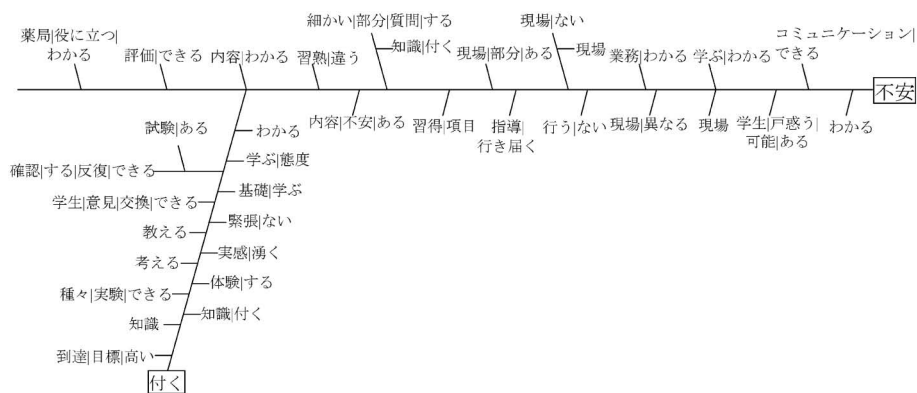 細かい|部分|質問|する
現場|ない
薬局|役に立つ|
わかる
評価|できる
内容|わかる
習熟|違う
知識|付く
現場|部分|ある
現場
業務|わかる
学ぶ|わかる
コミュニケーション|
できる
不安
内容|不安|ある
習得|項目
指導|
行き届く
行う|ない
現場|異なる
現場
学生|戸惑う|
可能|ある
わかる
試験|ある
わかる
確認|する|反復|できる
学ぶ|態度
基礎|学ぶ
学生|意見|交換|できる
緊張|ない
教える
実感|湧く
考える
体験|する
種々|実験|できる
知識|付く
知識
到達|目標|高い
付く